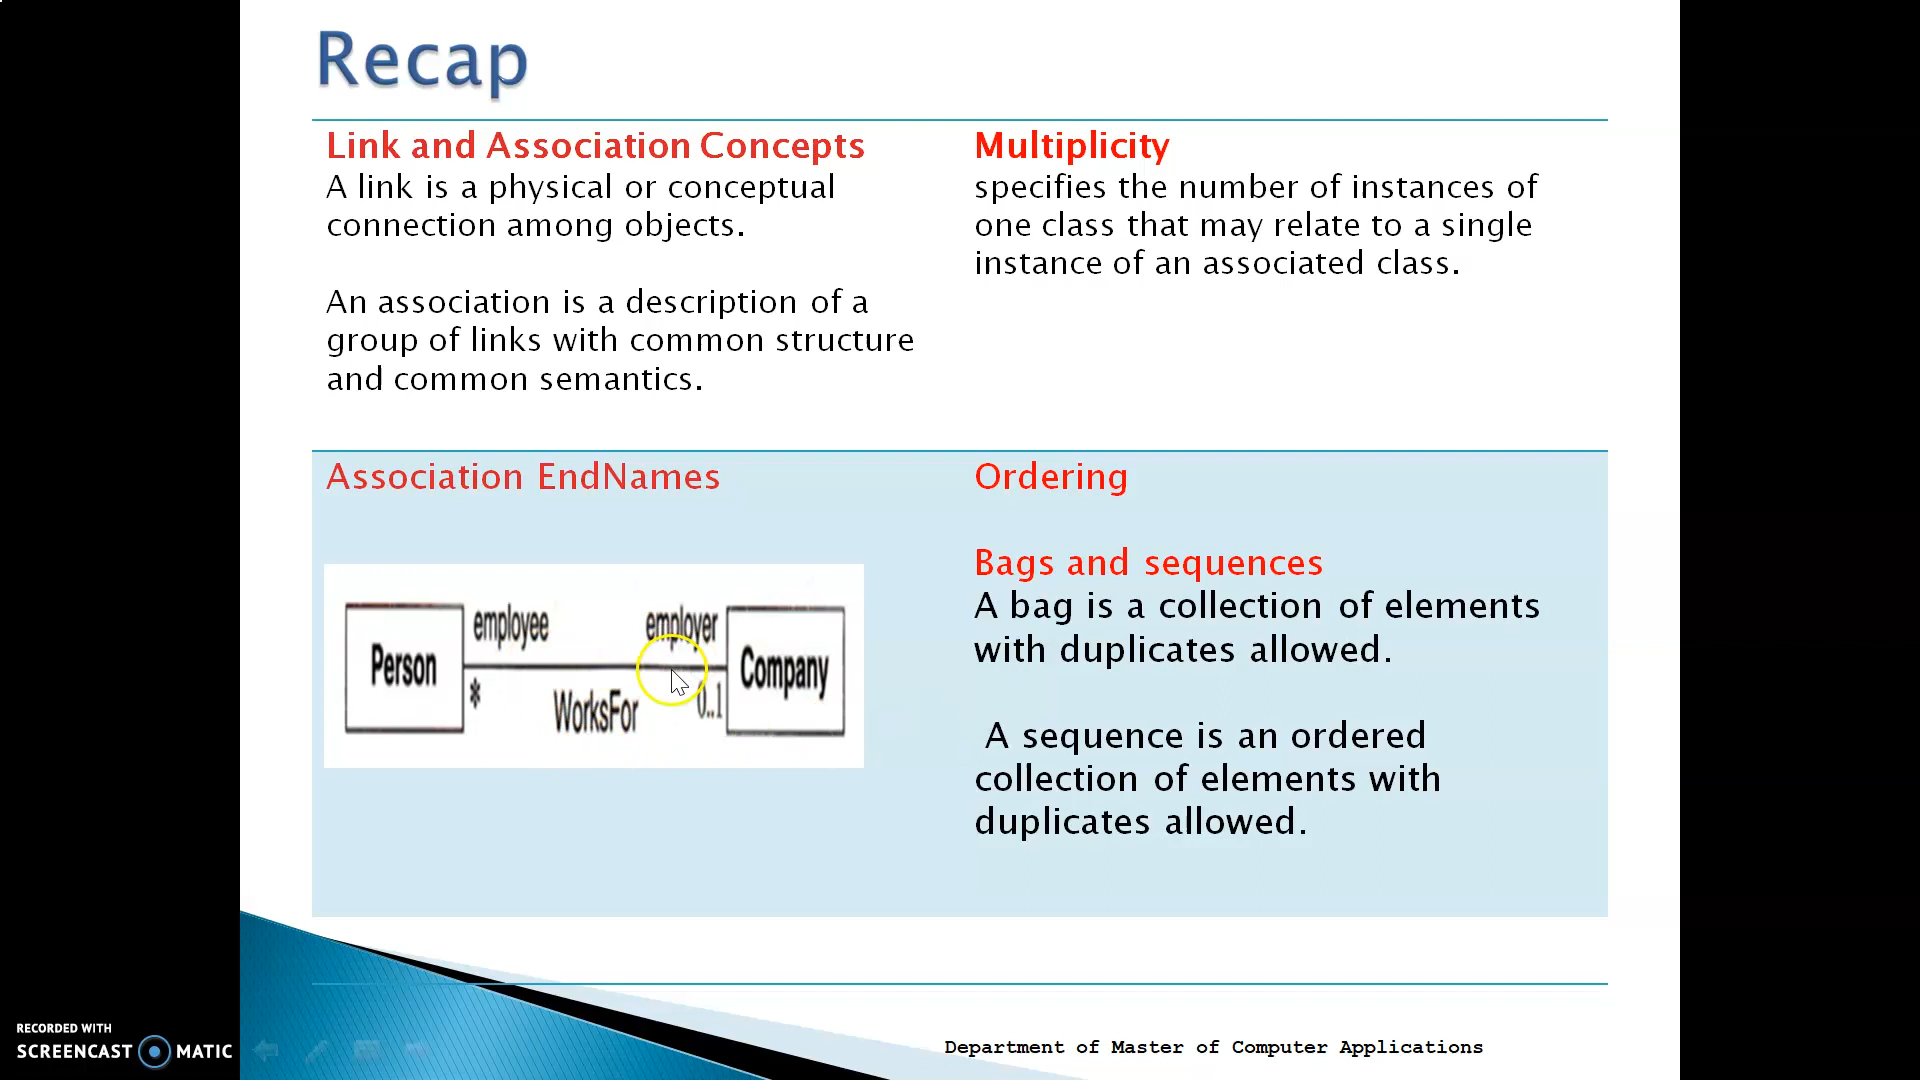 Recap
Link and Association Concepts
A link is a physical or conceptual
connection among objects.
An association is a description of a
group of links with common structure
and common semantics.
Multiplicity
specifies the number of instances of
one class that may relate to a single
instance of an associated class.
Association EndNames
employee employer
Person Company
* WorksFor 0..1
Ordering
Bags and sequences
A bag is a collection of elements
with duplicates allowed.
A sequence is an ordered
collection of elements with
duplicates allowed.
RECORDED WITH
SCREENCAST MATIC
Department of Master of Computer Applications